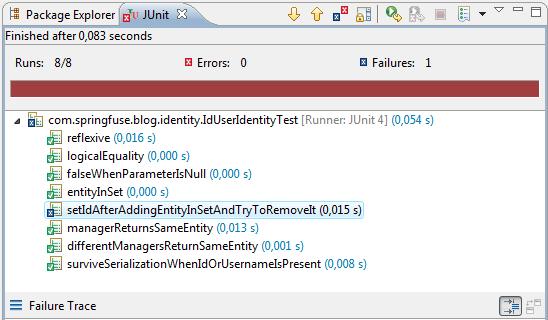 Package Explorer JUnit
Finished after 0,083 seconds
Runs: 8/8 Errors: 0 Failures: 1
com.springfuse.blog.identity.IdUserIdentityTest [Runner: JUnit 4] (0,054 s)
reflexive (0,016 s)
logicalEquality (0,000 s)
falseWhenParameterIsNull (0,000 s)
entityInSet (0,000 s)
setIdAfterAddingEntityInSetAndTryToRemoveIt (0,015 s)
managerReturnsSameEntity (0,013 s)
differentManagersReturnSameEntity (0,001 s)
surviveSerializationWhenIdOrUsernameIsPresent (0,008 s)
Failure Trace